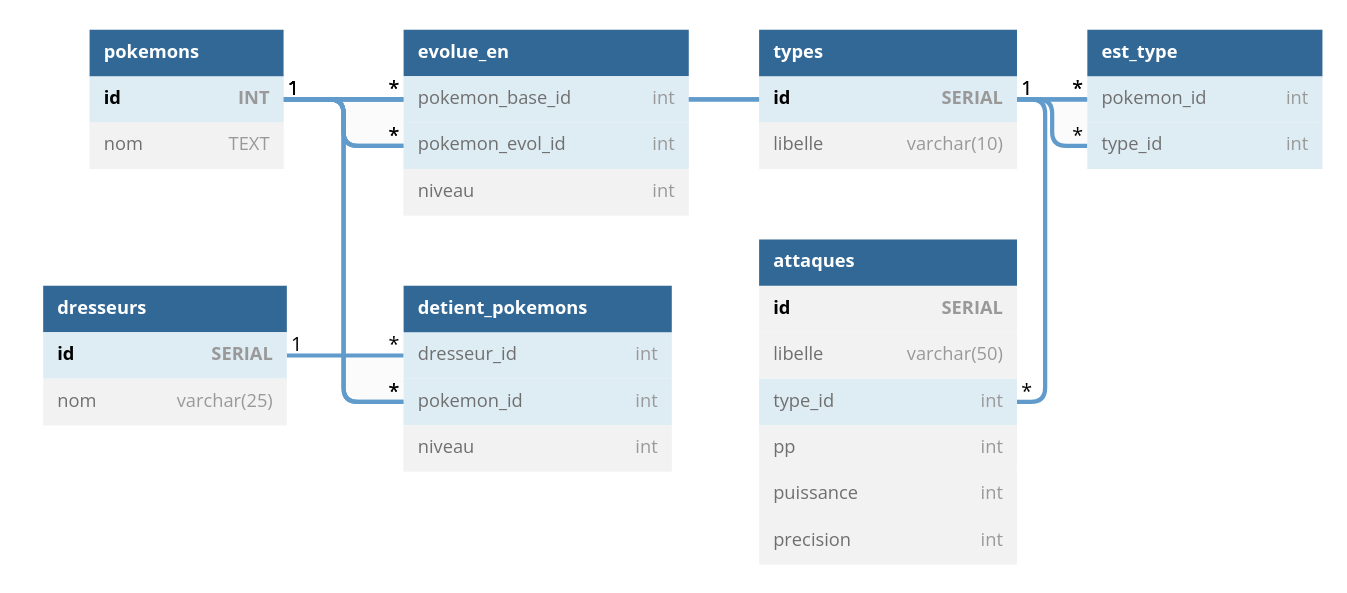 pokemons
1
id INT
nom TEXT
evolue_en
*
pokemon_base_id int
*
pokemon_evol_id int
niveau int
types
1
id SERIAL
libelle varchar(10)
est_type
*
pokemon_id int
*
type_id int
dresseurs
1
id SERIAL
nom varchar(25)
detient_pokemons
*
dresseur_id int
*
pokemon_id int
niveau int
attaques
id SERIAL
libelle varchar(50)
type_id int
*
pp int
puissance int
precision int